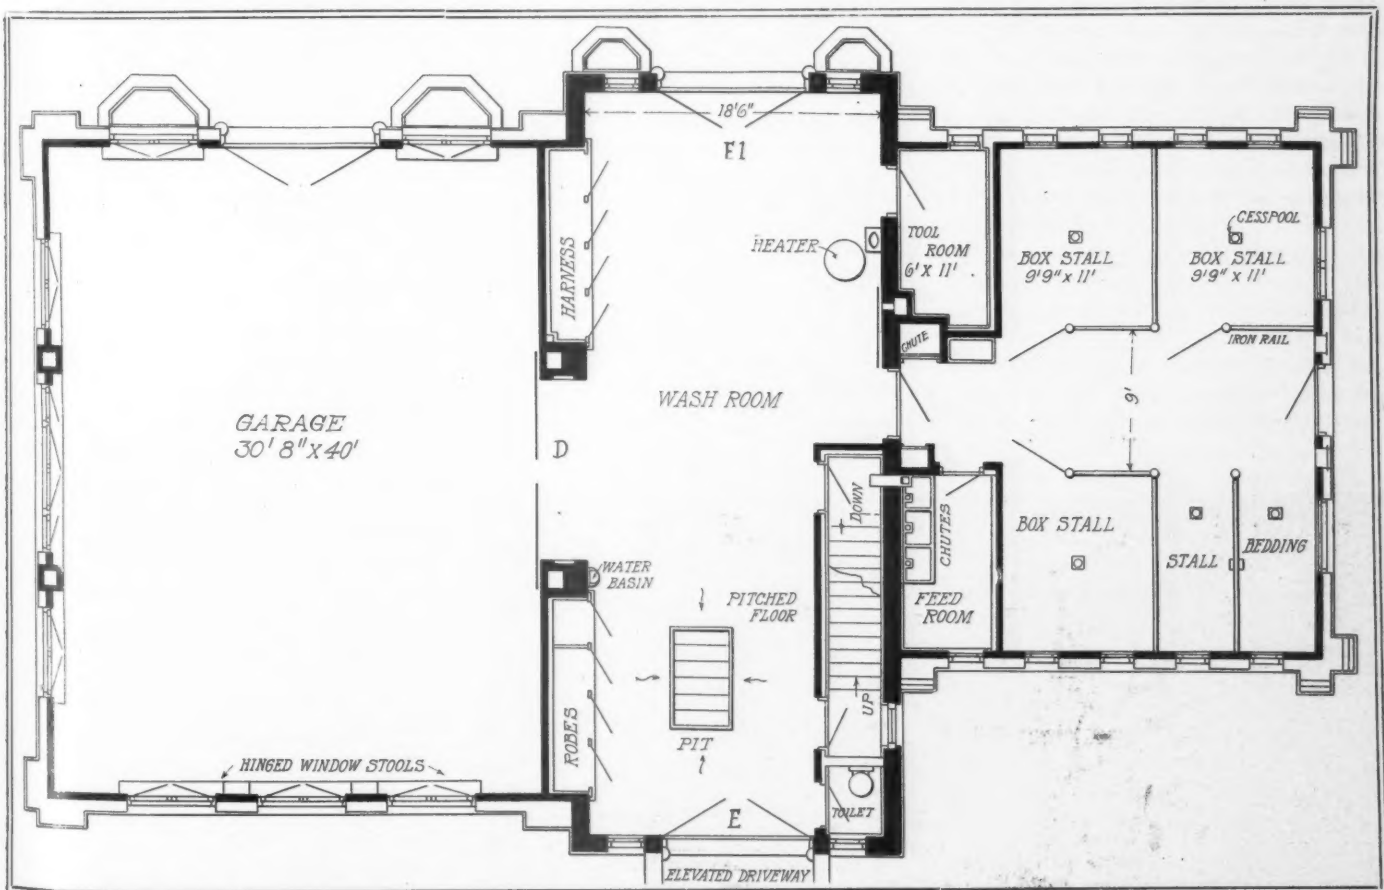 18'6"
E1
HARNESS
HEATER
TOOL
ROOM
6' X 11'
BOX STALL
9'9" x 11'
CESSPOOL
BOX STALL
9'9" x 11'
CHUTE
IRON RAIL
GARAGE
30' 8" X 40'
D
WASH ROOM
9'
DOWN
CHUTES
BOX STALL
STALL
BEDDING
WATER
BASIN
PITCHED
FLOOR
FEED
ROOM
UP
ROBES
PIT
HINGED WINDOW STOOLS
E
TOILET
ELEVATED DRIVEWAY